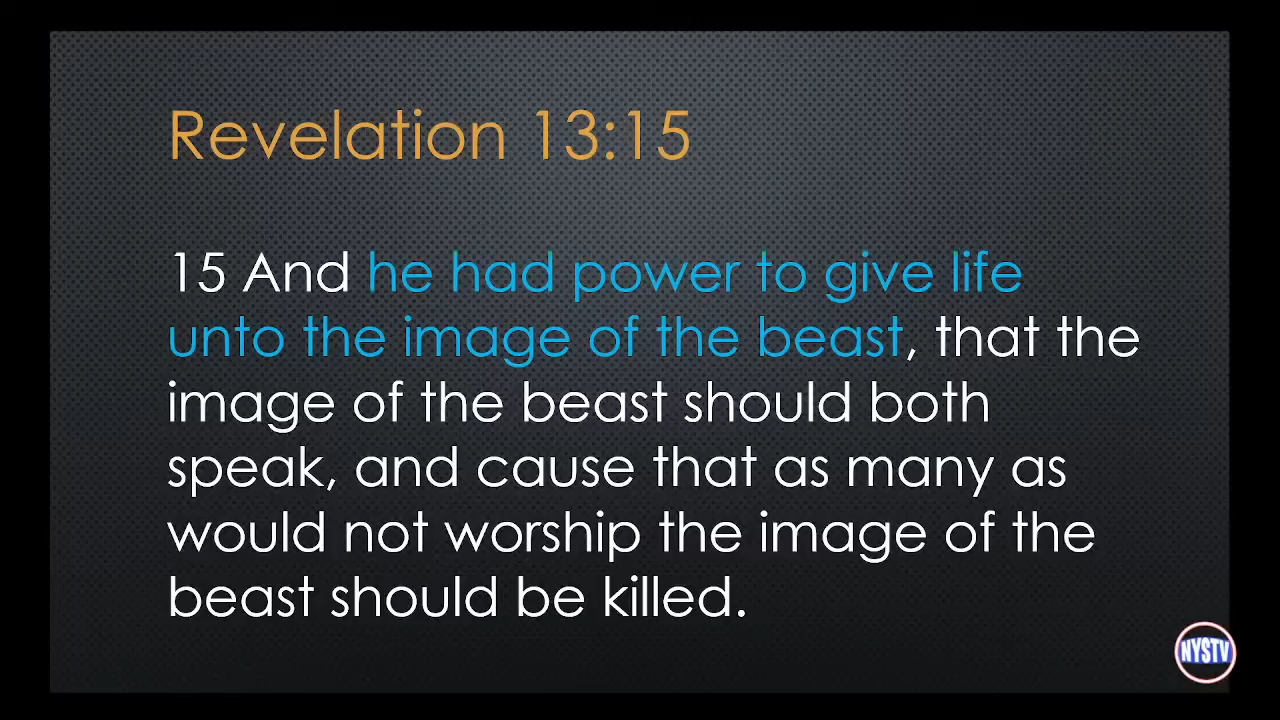 Revelation 13:15
15 And he had power to give life
unto the image of the beast, that the
image of the beast should both
speak, and cause that as many as
would not worship the image of the
beast should be killed.
NYSTV